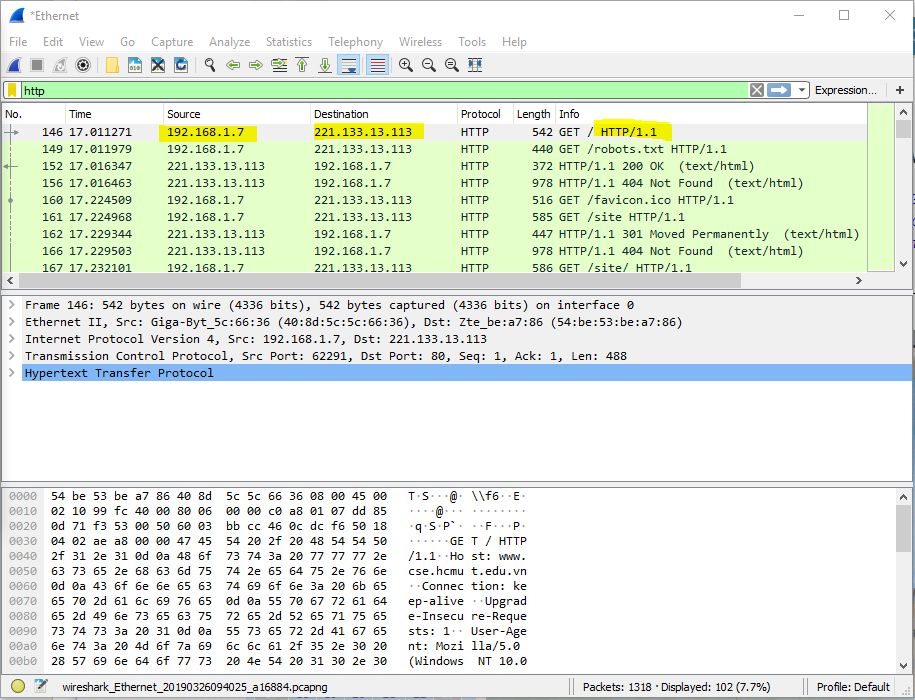 *Ethernet
File Edit View Go Capture Analyze Statistics Telephony Wireless Tools Help
http Expression... +
No. Time Source Destination Protocol Length Info
146 17.011271 192.168.1.7 221.133.13.113 HTTP 542 GET / HTTP/1.1
149 17.011979 192.168.1.7 221.133.13.113 HTTP 440 GET /robots.txt HTTP/1.1
152 17.016347 221.133.13.113 192.168.1.7 HTTP 372 HTTP/1.1 200 OK (text/html)
156 17.016463 221.133.13.113 192.168.1.7 HTTP 978 HTTP/1.1 404 Not Found (text/html)
160 17.224509 192.168.1.7 221.133.13.113 HTTP 516 GET /favicon.ico HTTP/1.1
161 17.224968 192.168.1.7 221.133.13.113 HTTP 585 GET /site HTTP/1.1
162 17.229344 221.133.13.113 192.168.1.7 HTTP 447 HTTP/1.1 301 Moved Permanently (text/html)
166 17.229503 221.133.13.113 192.168.1.7 HTTP 978 HTTP/1.1 404 Not Found (text/html)
167 17.232101 192.168.1.7 221.133.13.113 HTTP 586 GET /site/ HTTP/1.1
Frame 146: 542 bytes on wire (4336 bits), 542 bytes captured (4336 bits) on interface 0
Ethernet II, Src: Giga-Byt_5c:66:36 (40:8d:5c:5c:66:36), Dst: Zte_be:a7:86 (54:be:53:be:a7:86)
Internet Protocol Version 4, Src: 192.168.1.7, Dst: 221.133.13.113
Transmission Control Protocol, Src Port: 62291, Dst Port: 80, Seq: 1, Ack: 1, Len: 488
Hypertext Transfer Protocol
0000 54 be 53 be a7 86 40 8d 5c 5c 66 36 08 00 45 00 T·S···@· \\f6··E·
0010 02 10 99 fc 40 00 80 06 00 00 c0 a8 01 07 dd 85 ····@··· ········
0020 0d 71 f3 53 00 50 60 03 bb cc 46 0c dc f6 50 18 ·q·S·P`· ··F···P·
0030 04 02 ae a8 00 00 47 45 54 20 2f 20 48 54 54 50 ······GE T / HTTP
0040 2f 31 2e 31 0d 0a 48 6f 73 74 3a 20 77 77 77 2e /1.1··Ho st: www.
0050 63 73 65 2e 68 63 6d 75 74 2e 65 64 75 2e 76 6e cse.hcmu t.edu.vn
0060 0d 0a 43 6f 6e 6e 65 63 74 69 6f 6e 3a 20 6b 65 ··Connec tion: ke
0070 65 70 2d 61 6c 69 76 65 0d 0a 55 70 67 72 61 64 ep-alive ··Upgrad
0080 65 2d 49 6e 73 65 63 75 72 65 2d 52 65 71 75 65 e-Insecu re-Reque
0090 73 74 73 3a 20 31 0d 0a 55 73 65 72 2d 41 67 65 sts: 1·· User-Age
00a0 6e 74 3a 20 4d 6f 7a 69 6c 6c 61 2f 35 2e 30 20 nt: Mozi lla/5.0
00b0 28 57 69 6e 64 6f 77 73 20 4e 54 20 31 30 2e 30 (Windows NT 10.0
wireshark_Ethernet_20190326094025_a16884.pcapng Packets: 1318 · Displayed: 102 (7.7%) Profile: Default